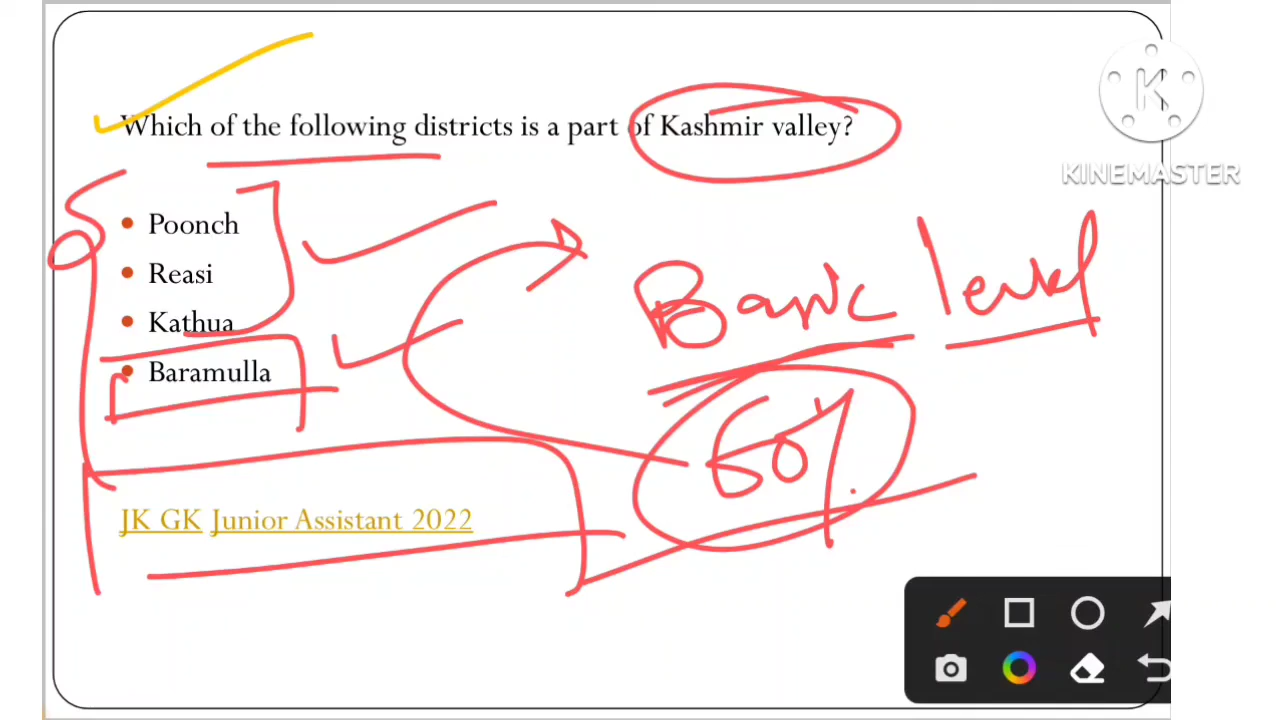 Which of the following districts is a part of Kashmir valley?
K
KINEMASTER
Poonch
Reasi
Kathua
Baramulla
Basic level
60%
JK GK Junior Assistant 2022